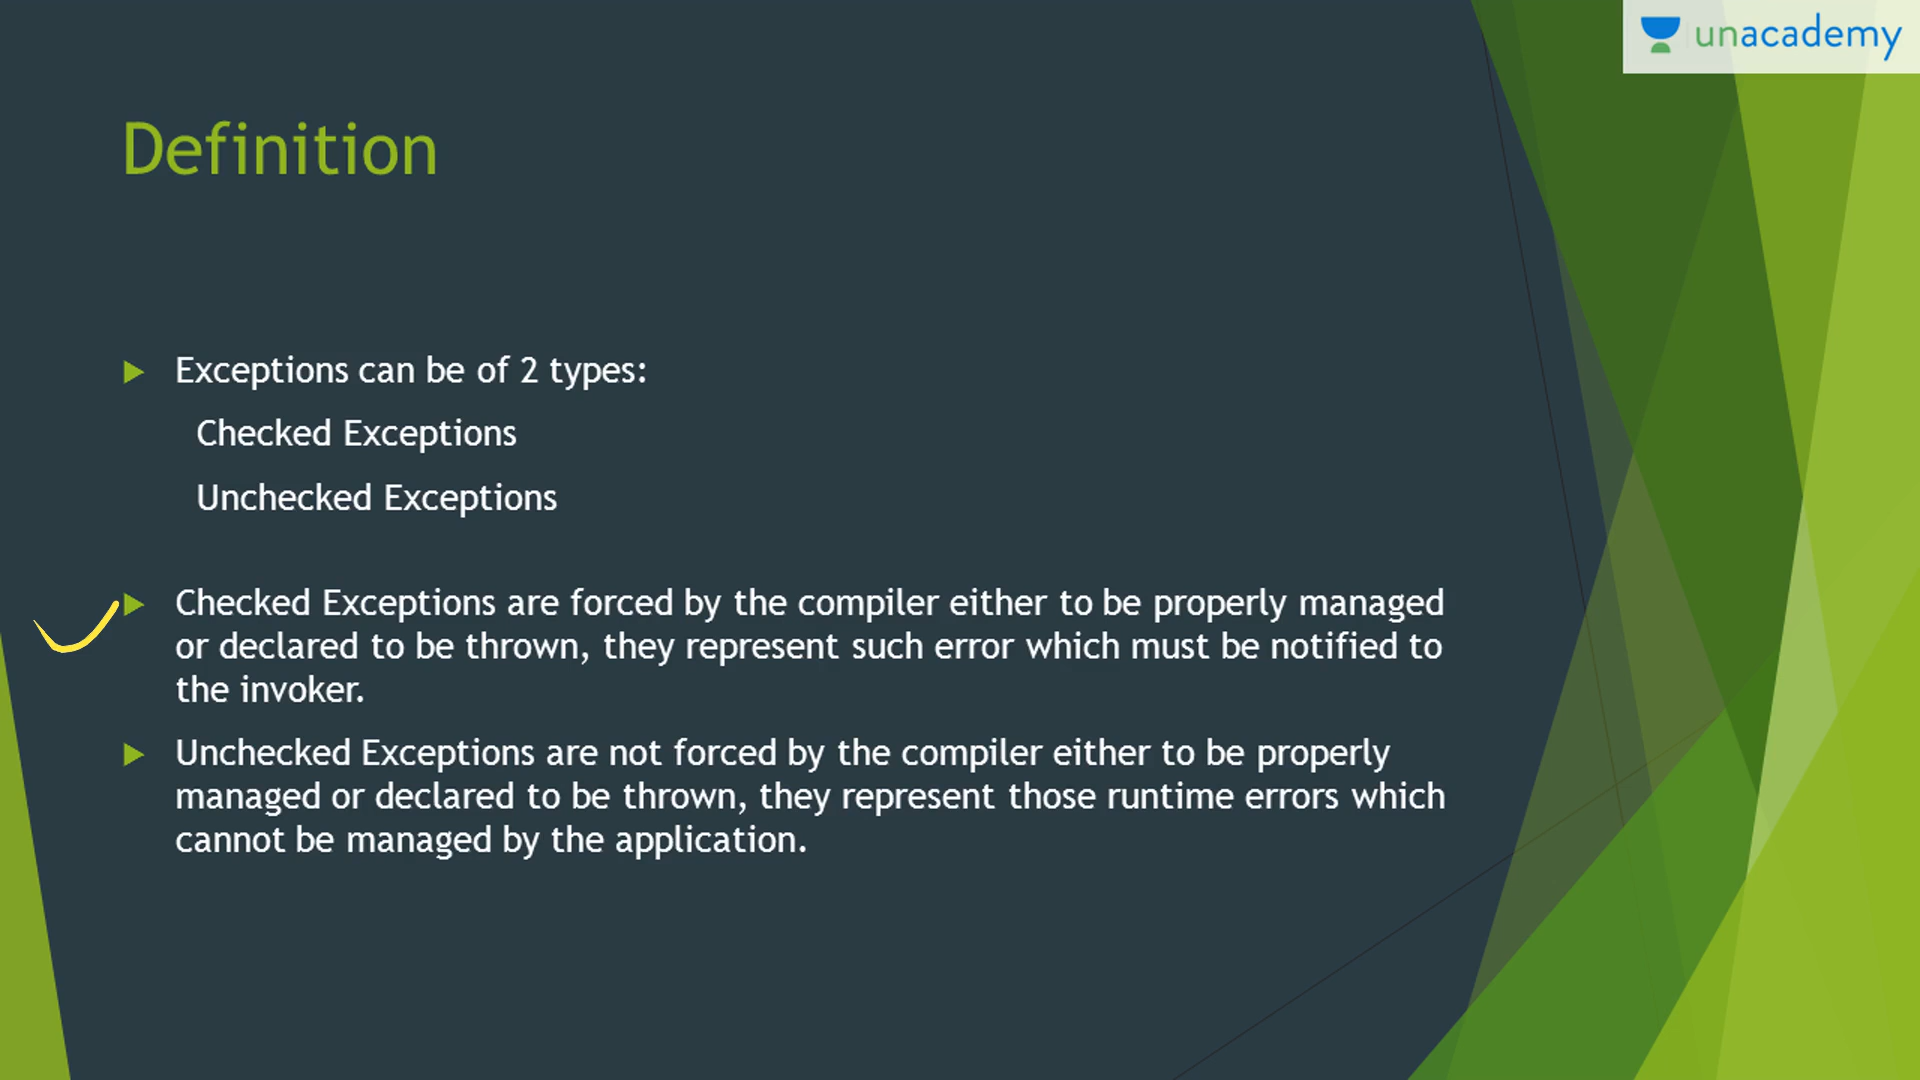 unacademy
Definition
Exceptions can be of 2 types:
Checked Exceptions
Unchecked Exceptions
Checked Exceptions are forced by the compiler either to be properly managed
or declared to be thrown, they represent such error which must be notified to
the invoker.
Unchecked Exceptions are not forced by the compiler either to be properly
managed or declared to be thrown, they represent those runtime errors which
cannot be managed by the application.